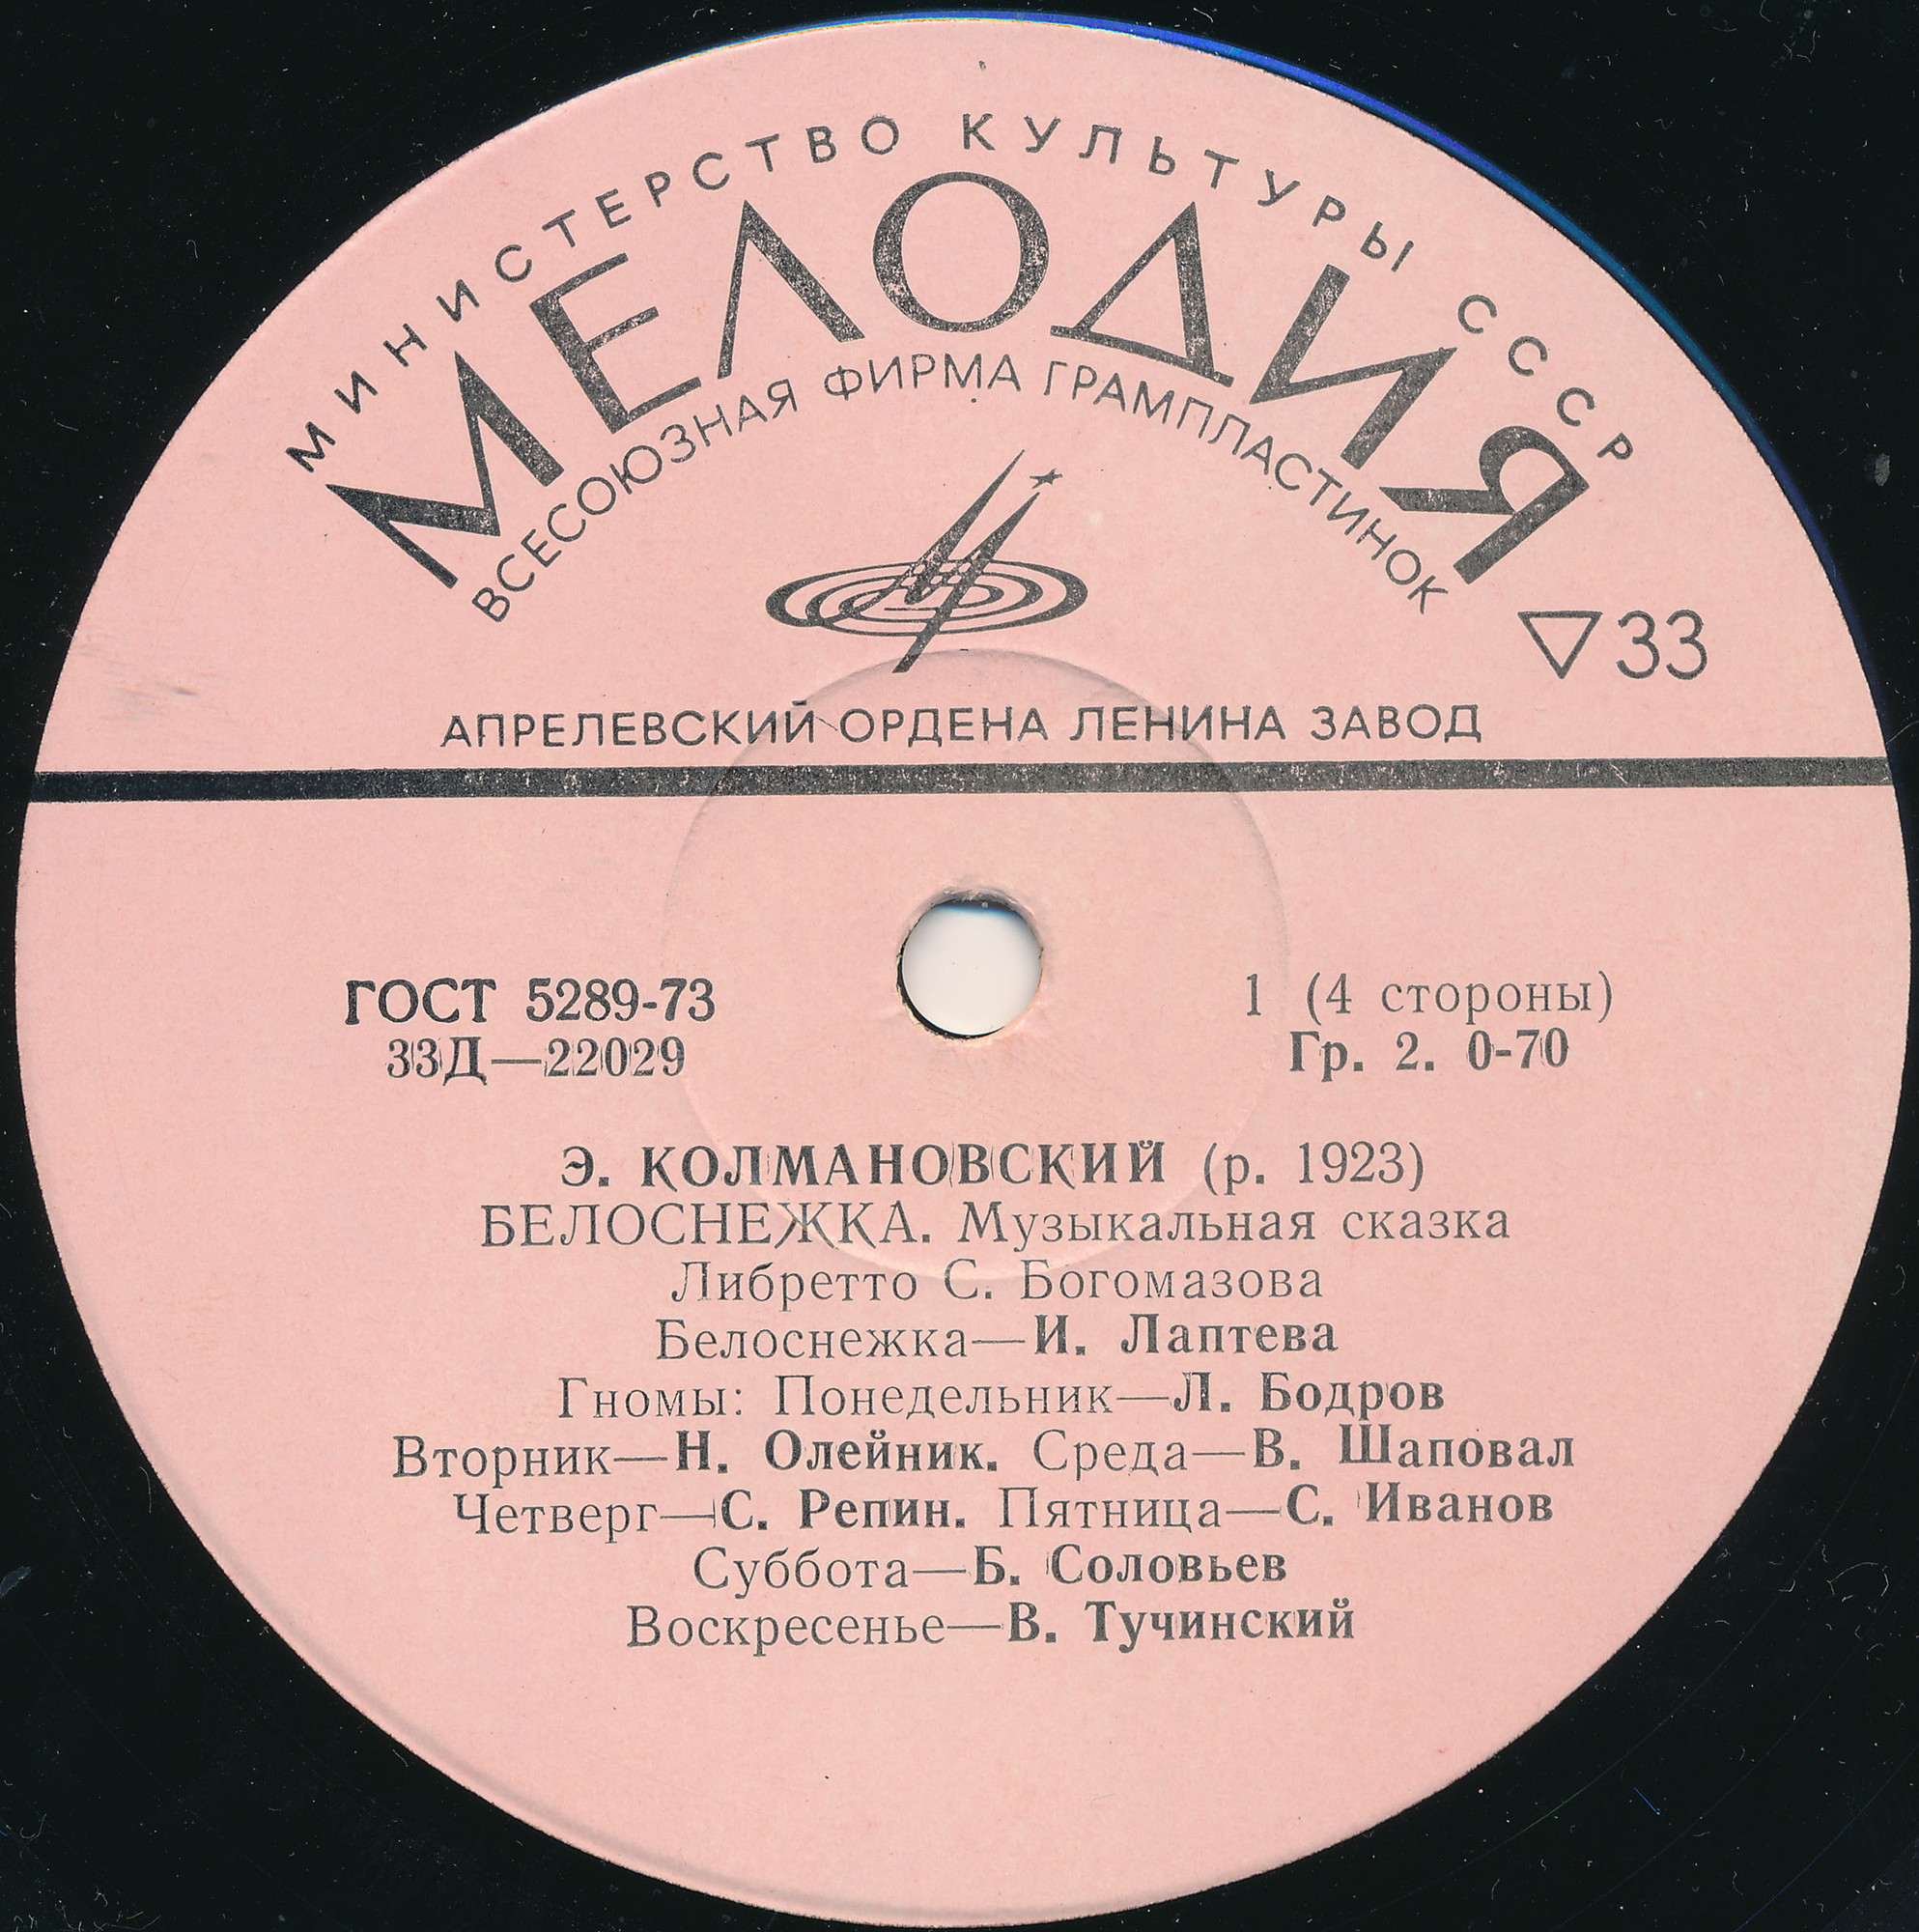 МИНИСТЕРСТВО КУЛЬТУРЫ СССР
МЕЛОДИЯ
ВСЕСОЮЗНАЯ ФИРМА ГРАМПЛАСТИНОК
33
АПРЕЛЕВСКИЙ ОРДЕНА ЛЕНИНА ЗАВОД
ГОСТ 5289-73
33Д—22029
1 (4 стороны)
Гр. 2. 0-70
Э. КОЛМАНОВСКИЙ (р. 1923)
БЕЛОСНЕЖКА. Музыкальная сказка
Либретто С. Богомазова
Белоснежка—И. Лаптева
Гномы: Понедельник—Л. Бодров
Вторник—Н. Олейник. Среда—В. Шаповал
Четверг—С. Репин. Пятница—С. Иванов
Суббота—Б. Соловьев
Воскресенье—В. Тучинский